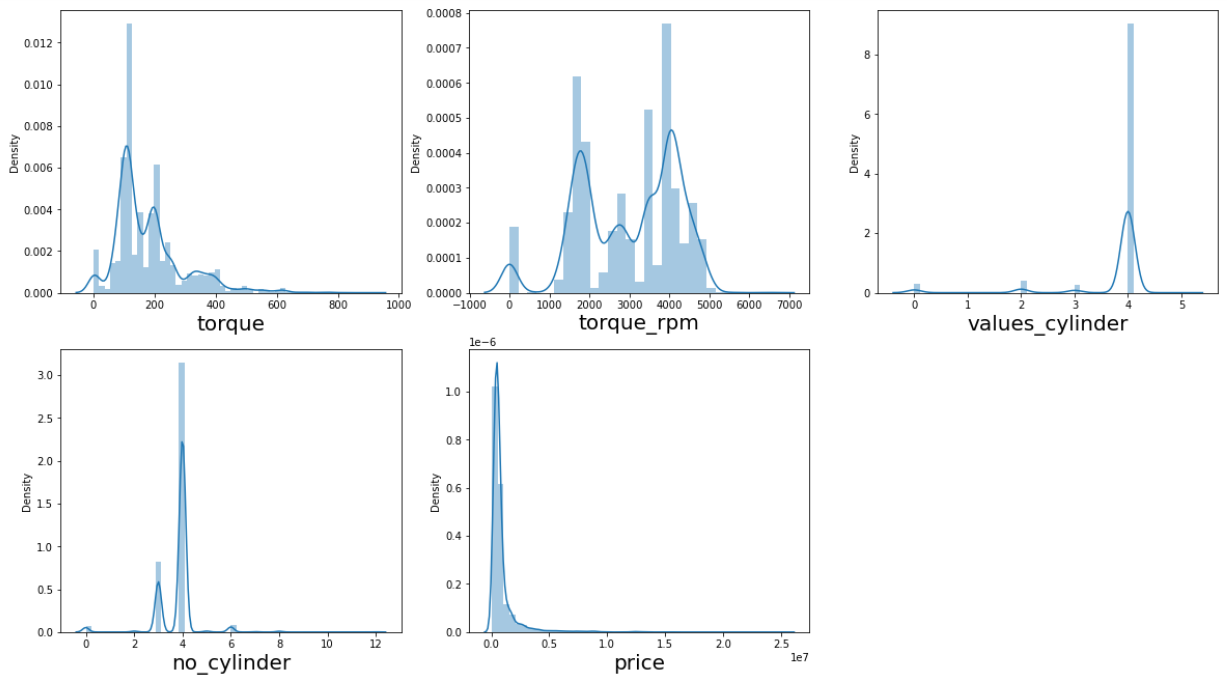 0.012
0.010
0.008
0.006
0.004
0.002
0.000
Density
0 200 400 600 800 1000
torque
0.0008
0.0007
0.0006
0.0005
0.0004
0.0003
0.0002
0.0001
0.0000
Density
−1000 0 1000 2000 3000 4000 5000 6000 7000
torque_rpm
8
6
4
2
0
Density
0 1 2 3 4 5
values_cylinder
3.0
2.5
2.0
1.5
1.0
0.5
0.0
Density
0 2 4 6 8 10 12
no_cylinder
1e−6
1.0
0.8
0.6
0.4
0.2
0.0
Density
0.0 0.5 1.0 1.5 2.0 2.5
1e7
price